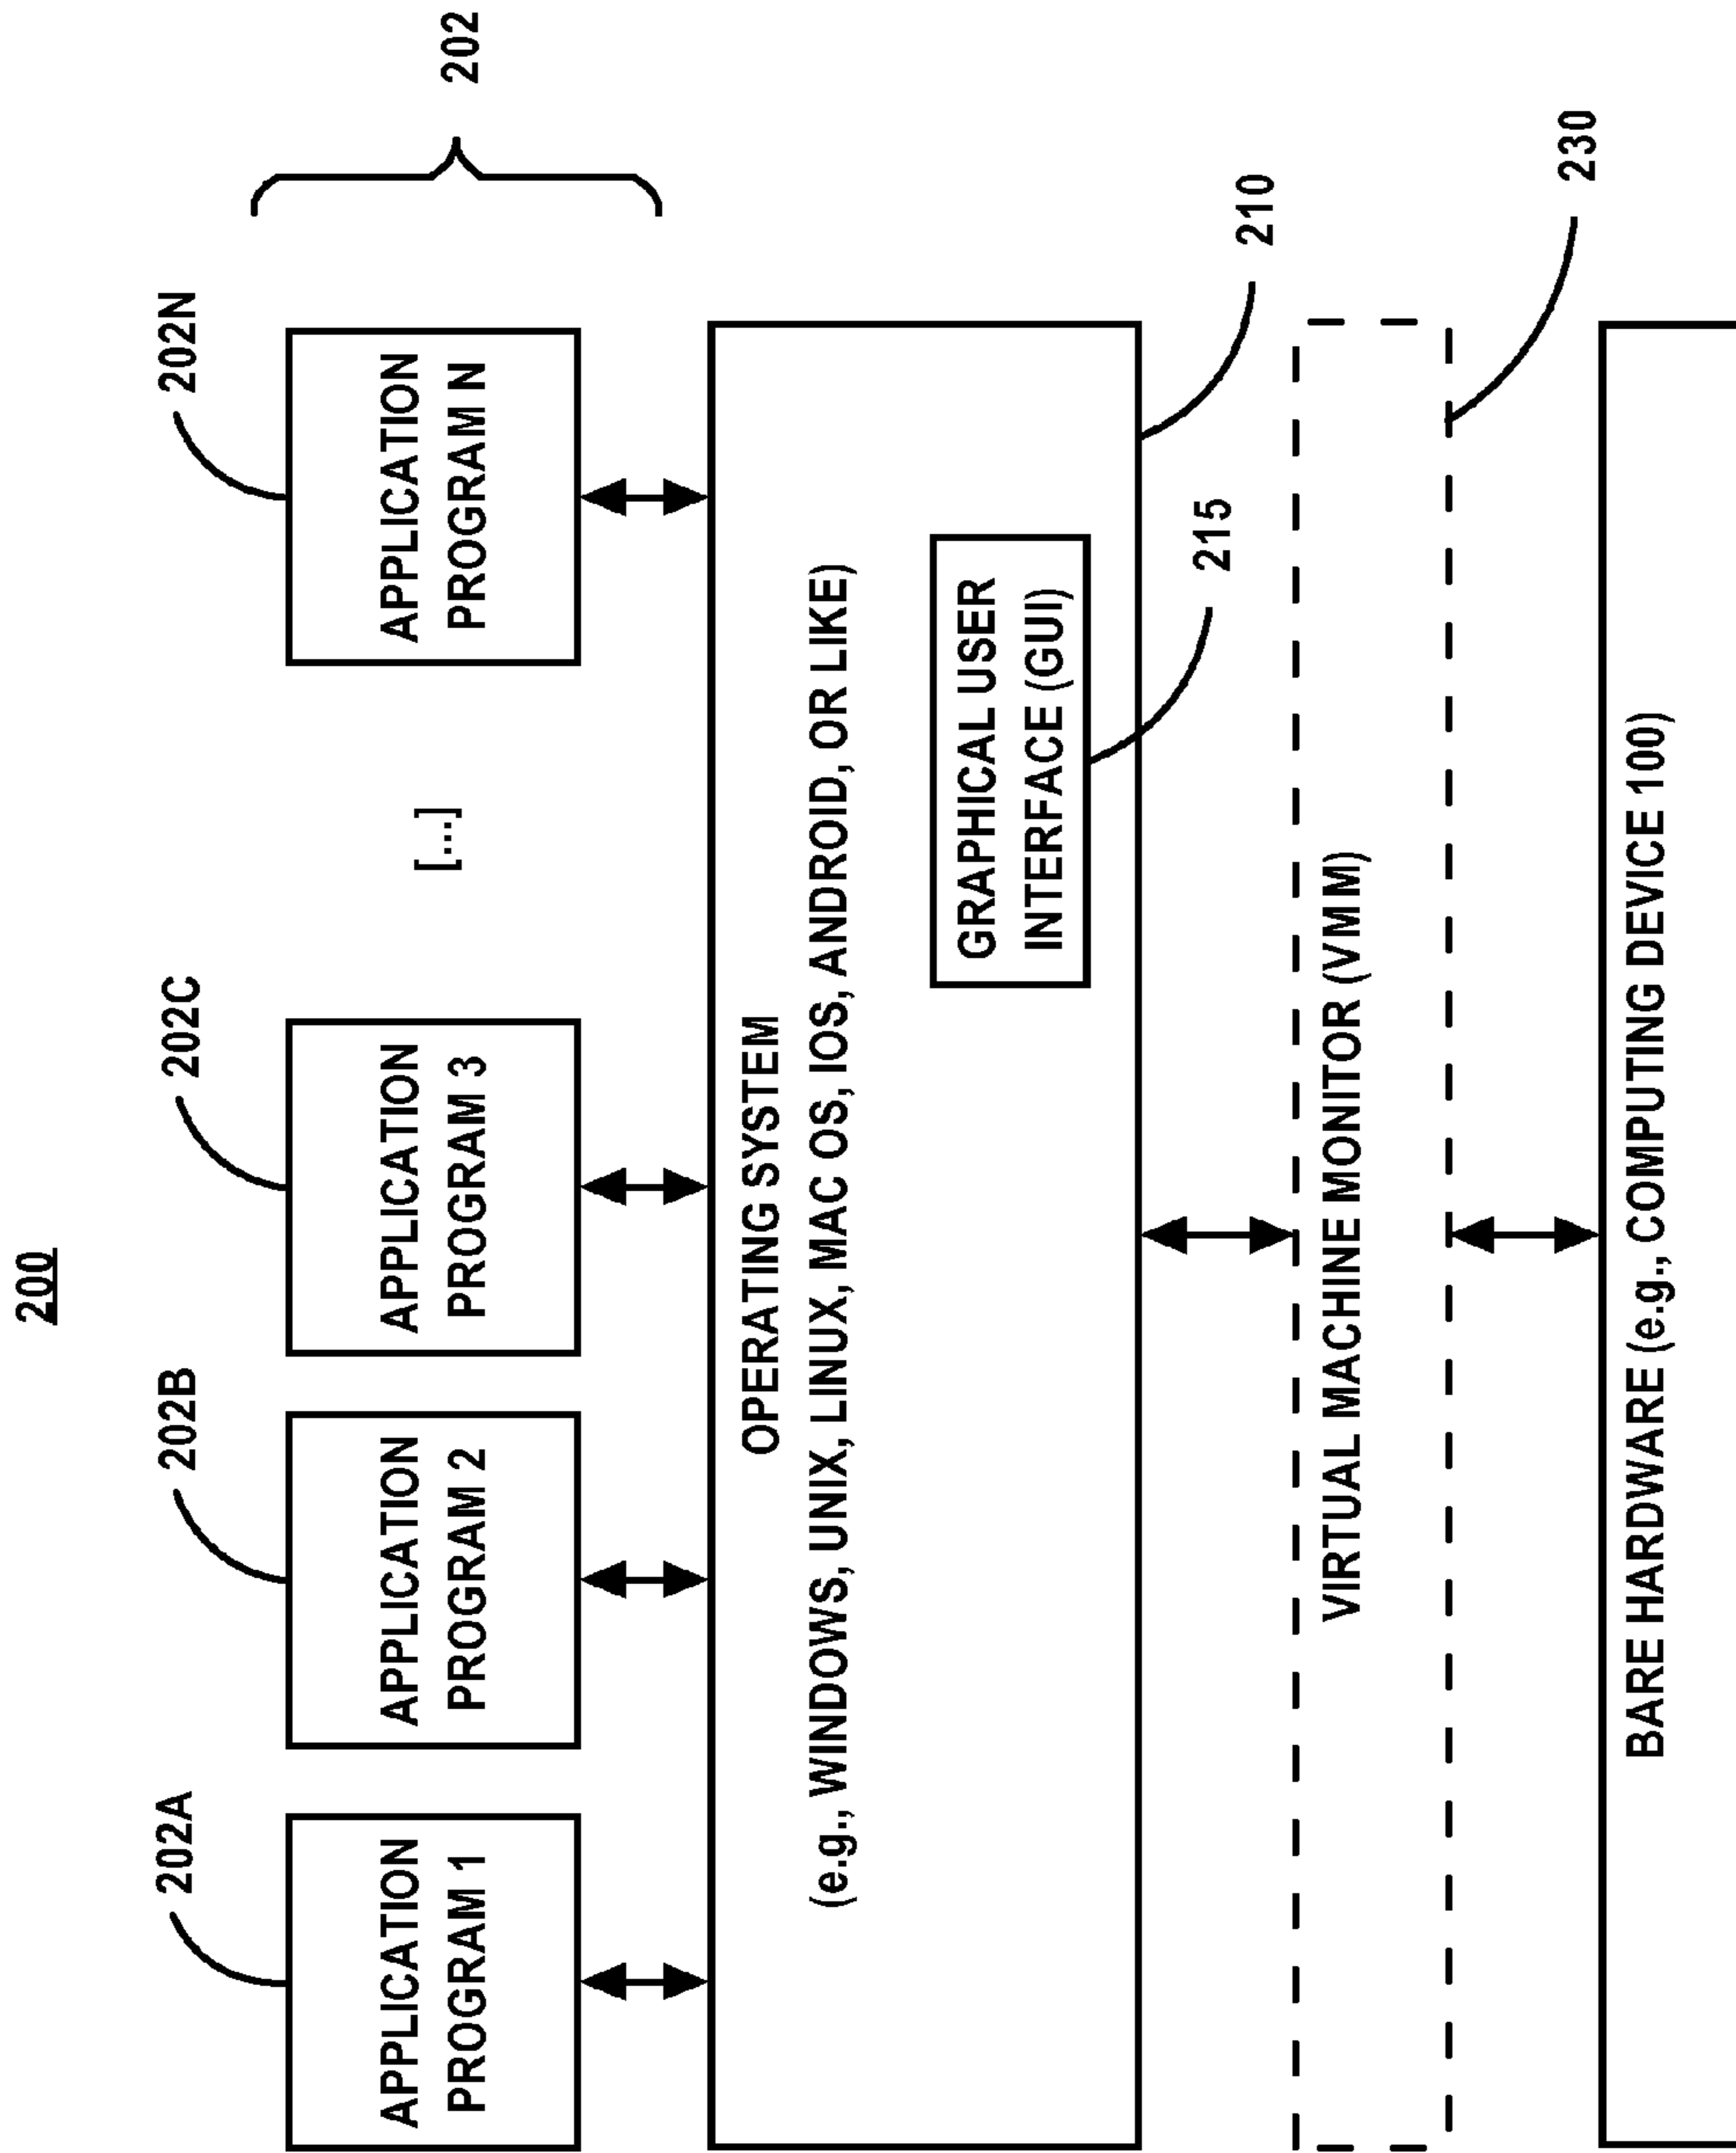 200
202A
202B
202C
202N
202
APPLICATION
PROGRAM 1
APPLICATION
PROGRAM 2
APPLICATION
PROGRAM 3
[...]
APPLICATION
PROGRAM N
OPERATING SYSTEM
(e.g., WINDOWS, UNIX, LINUX, MAC OS, IOS, ANDROID, OR LIKE)
GRAPHICAL USER
INTERFACE (GUI)
215
210
VIRTUAL MACHINE MONITOR (VMM)
230
BARE HARDWARE (e.g., COMPUTING DEVICE 100)